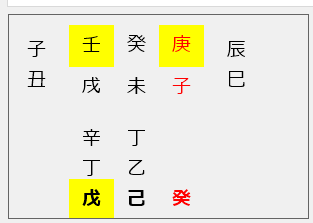 子 壬 癸 庚 辰
丑 戌 未 子 巳
辛 丁
丁 乙
戊 己 癸